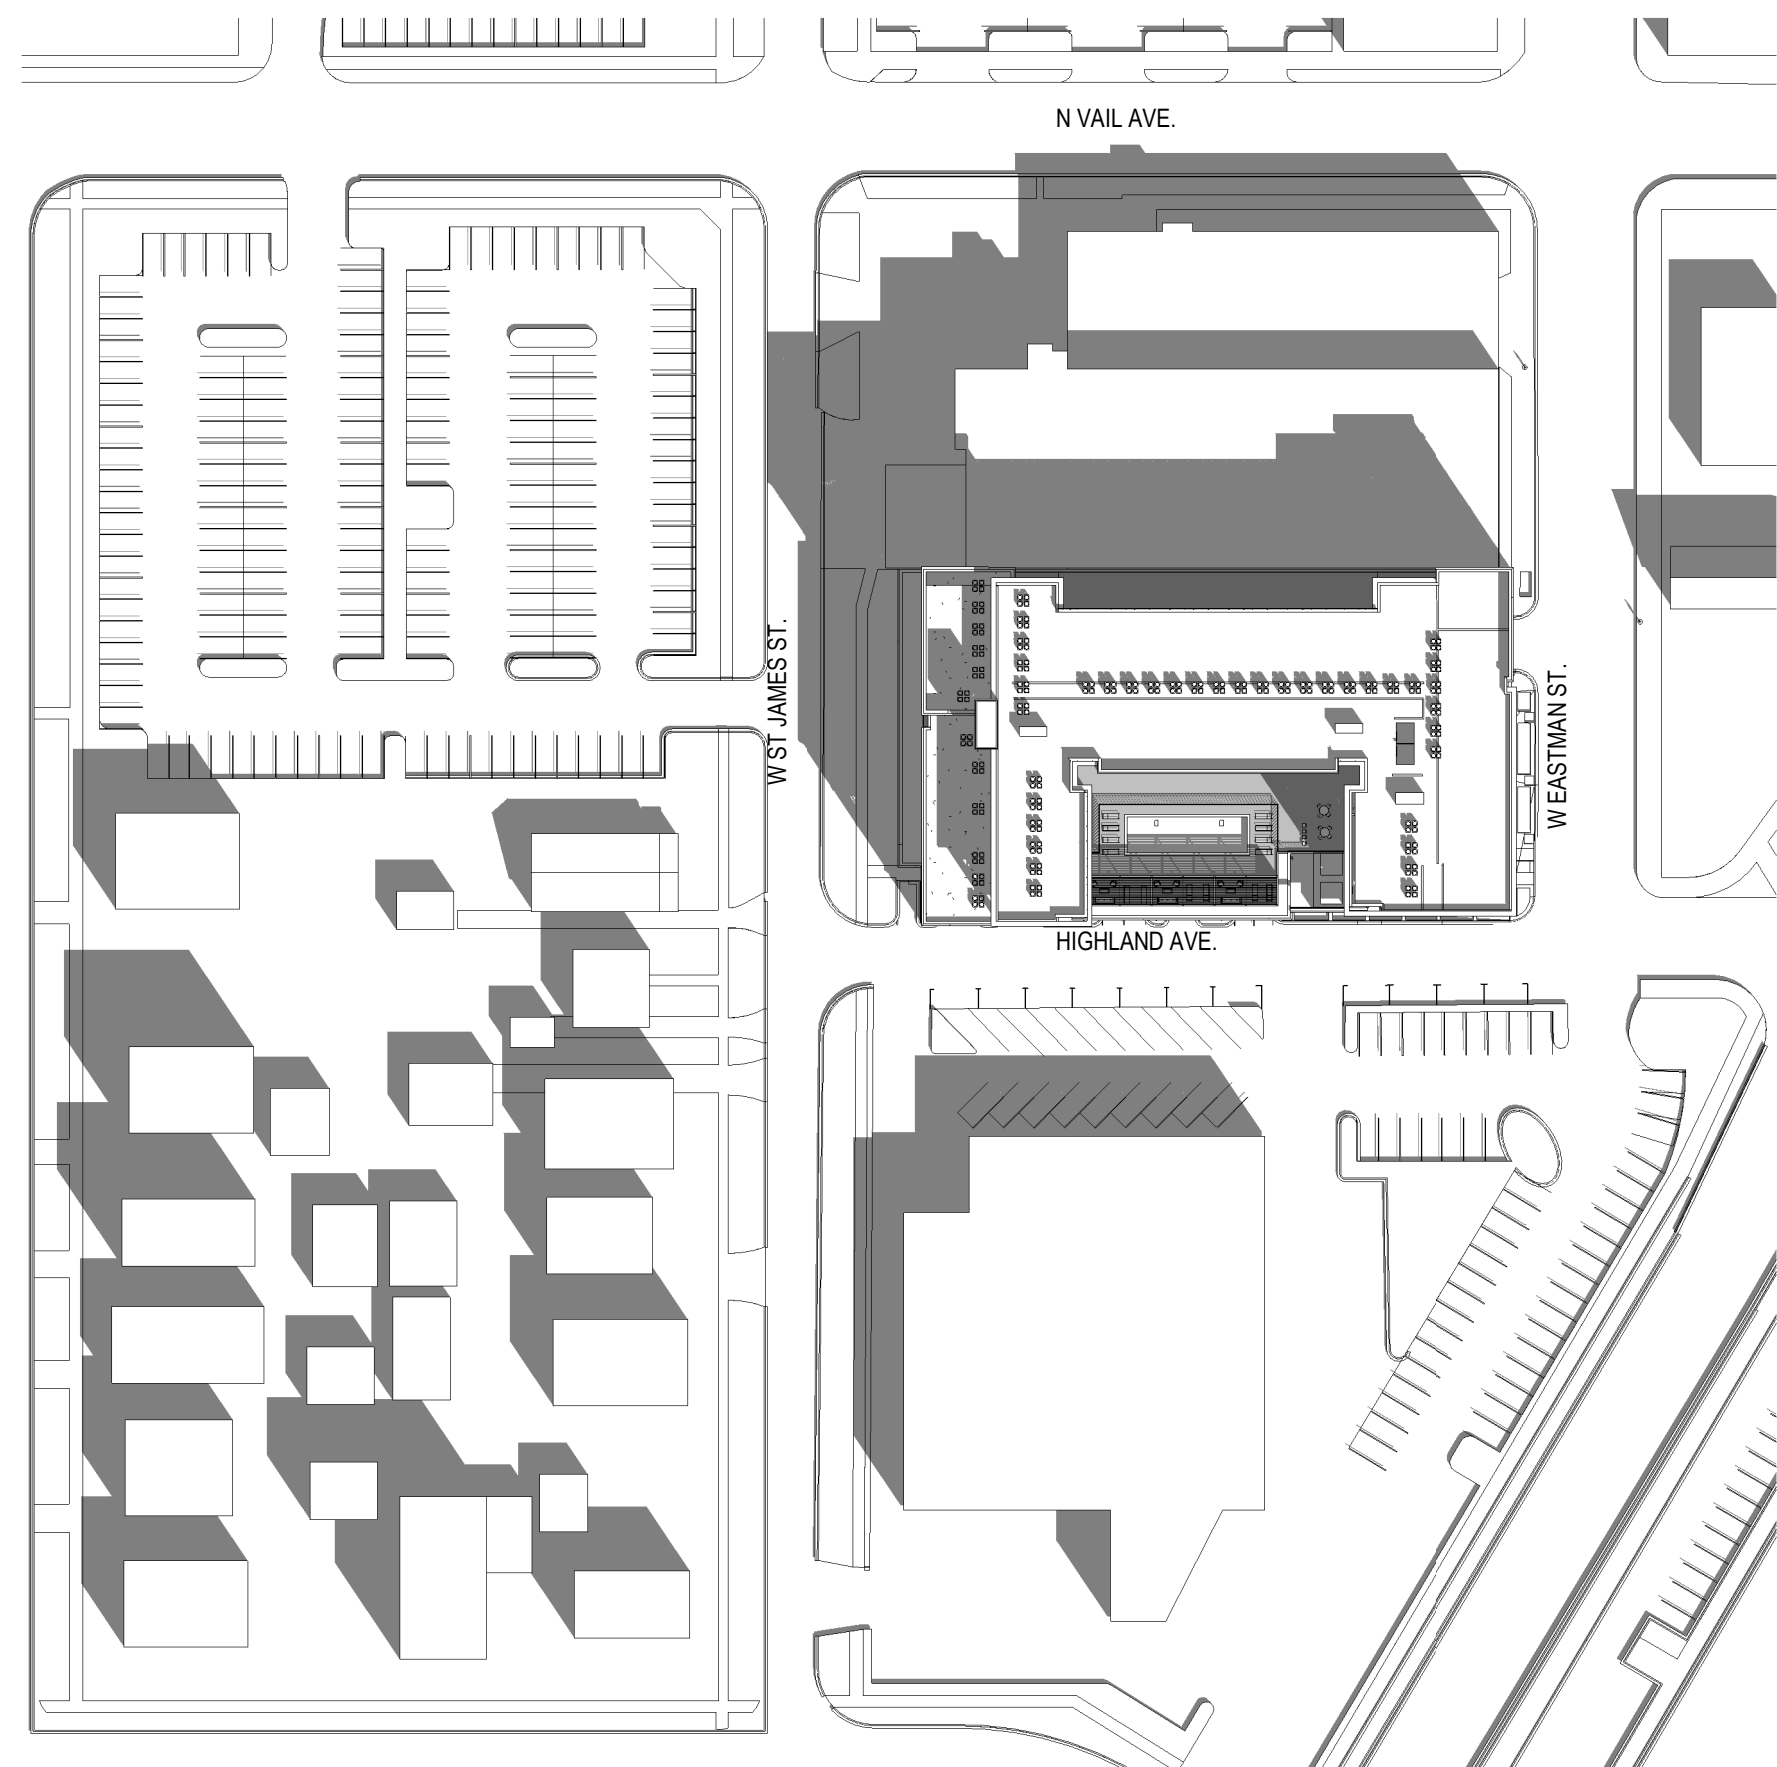 N VAIL AVE.
W ST. JAMES ST.
W EASTMAN ST.
HIGHLAND AVE.